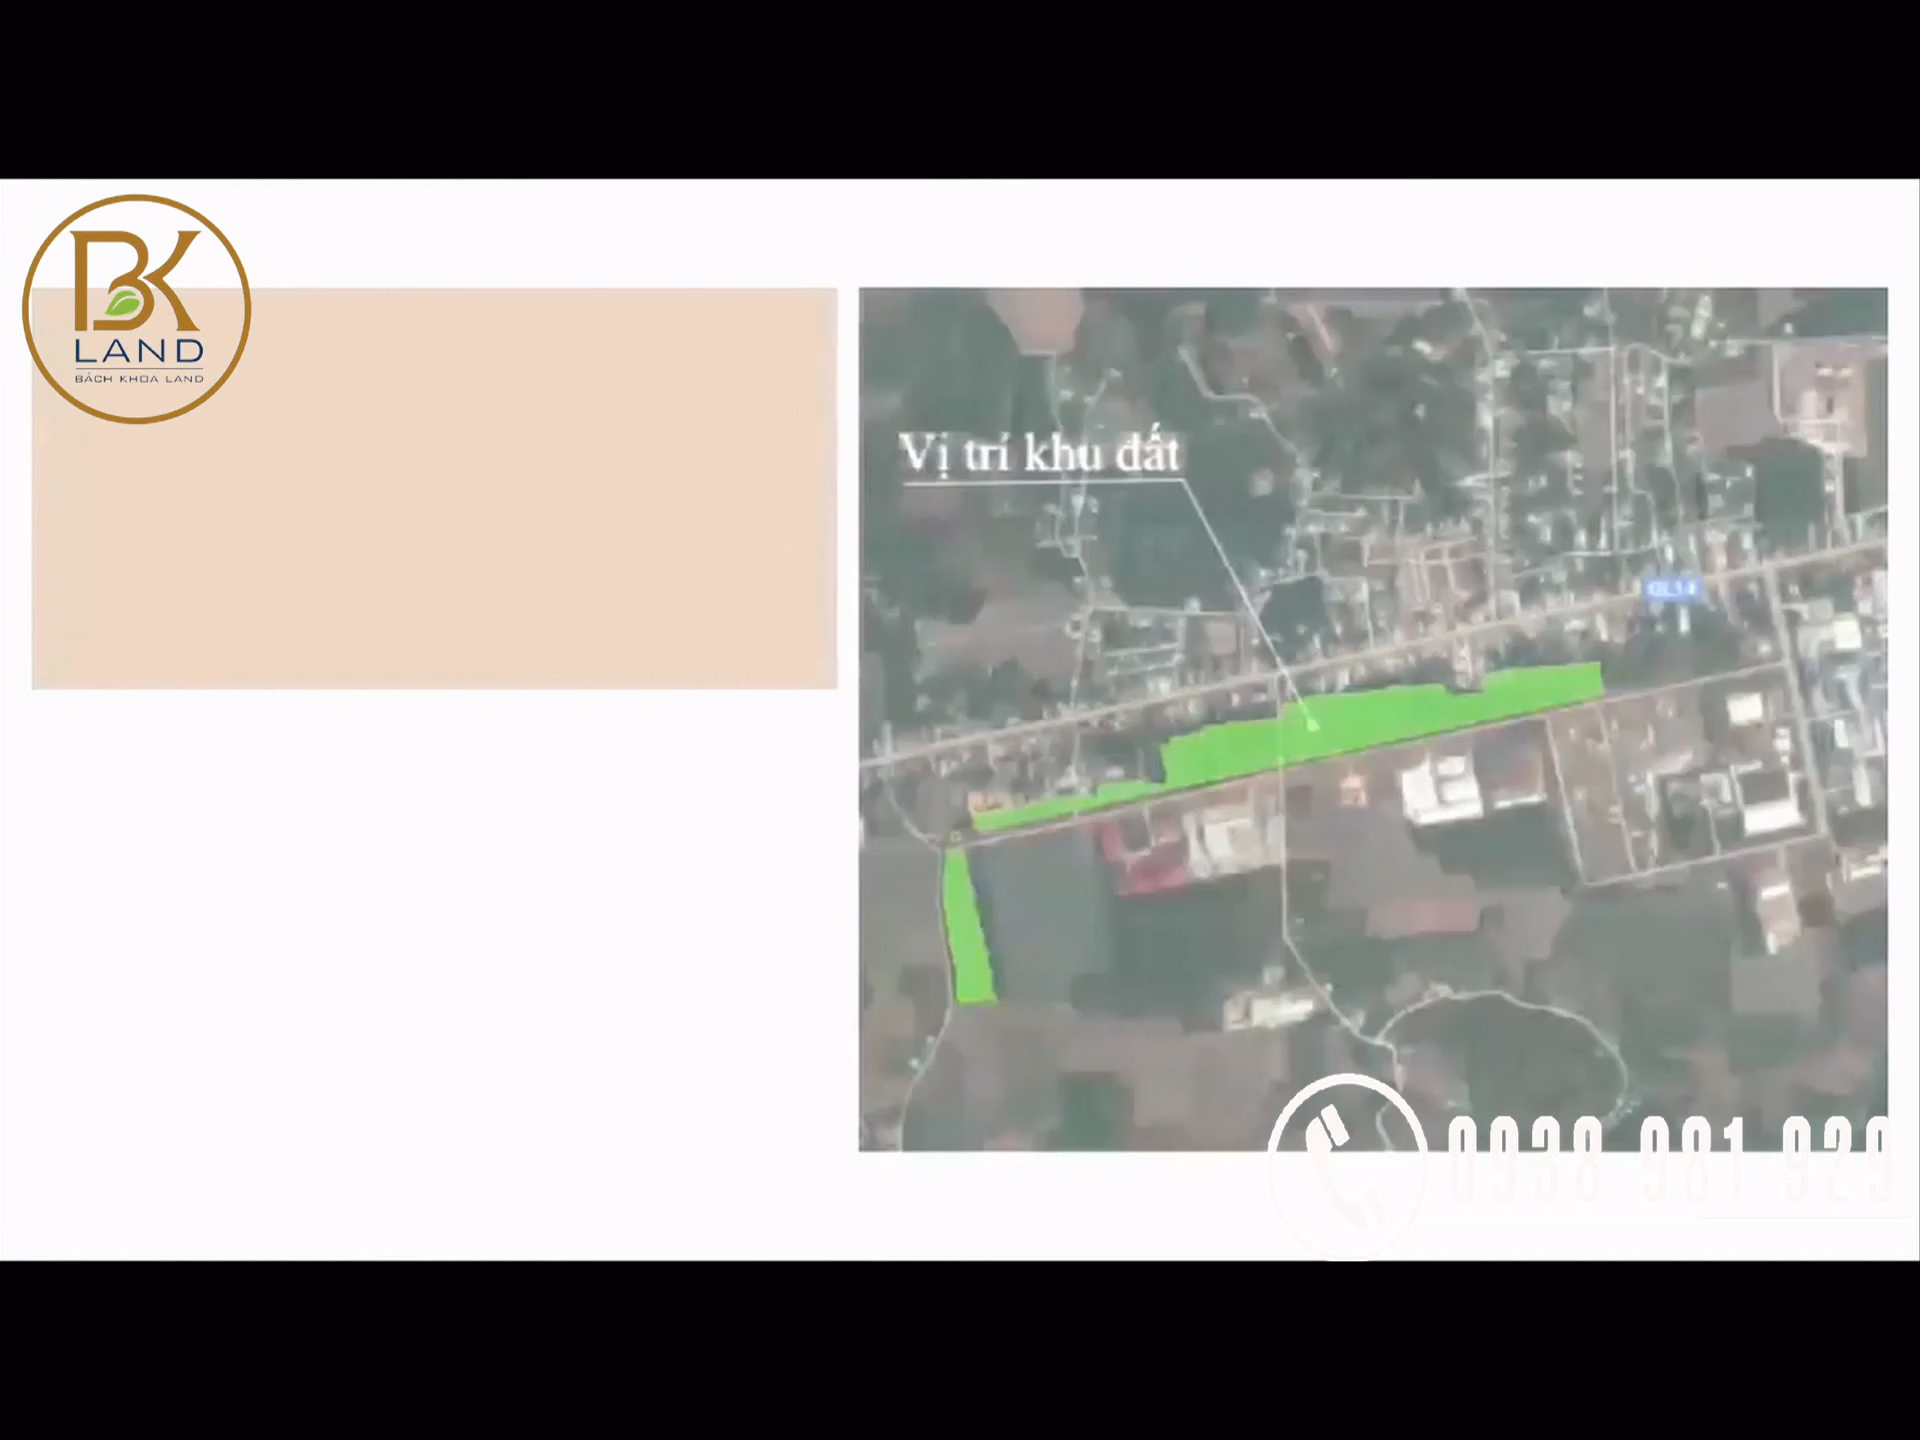 BK
LAND
BÁCH KHOA LAND
Vị trí khu đất
0938 981 929